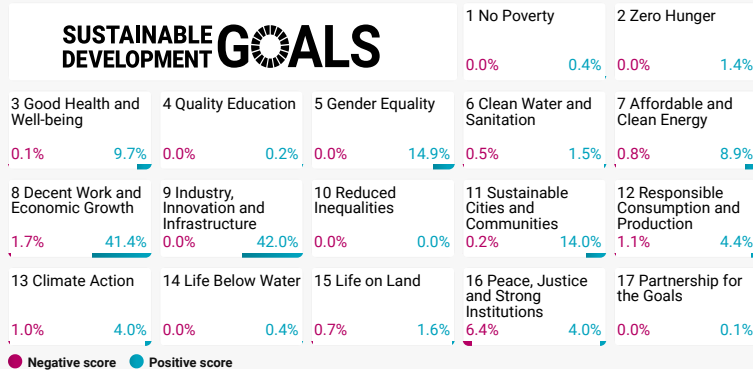 SUSTAINABLE
DEVELOPMENT
GOALS
1 No Poverty
0.0% 0.4%
2 Zero Hunger
0.0% 1.4%
3 Good Health and
Well-being
0.1% 9.7%
4 Quality Education
0.0% 0.2%
5 Gender Equality
0.0% 14.9%
6 Clean Water and
Sanitation
0.5% 1.5%
7 Affordable and
Clean Energy
0.8% 8.9%
8 Decent Work and
Economic Growth
1.7% 41.4%
9 Industry,
Innovation and
Infrastructure
0.0% 42.0%
10 Reduced
Inequalities
0.0% 0.0%
11 Sustainable
Cities and
Communities
0.2% 14.0%
12 Responsible
Consumption and
Production
1.1% 4.4%
13 Climate Action
1.0% 4.0%
14 Life Below Water
0.0% 0.4%
15 Life on Land
0.7% 1.6%
16 Peace, Justice
and Strong
Institutions
6.4% 4.0%
17 Partnership for
the Goals
0.0% 0.1%
Negative score Positive score